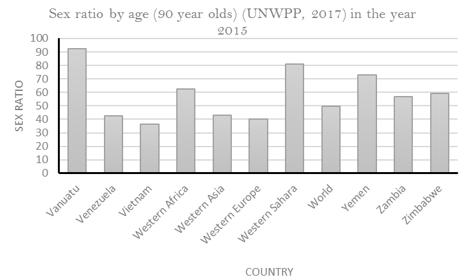 Sex ratio by age (90 year olds) (UNWPP, 2017) in the year
2015
SEX RATIO
100
90
80
70
60
50
40
30
20
10
0
Vanuatu
Venezuela
Vietnam
Western Africa
Western Asia
Western Europe
Western Sahara
World
Yemen
Zambia
Zimbabwe
COUNTRY